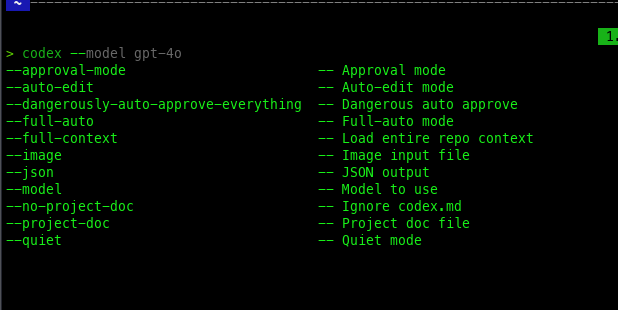 ~
1.
> codex --model gpt-4o
--approval-mode -- Approval mode
--auto-edit -- Auto-edit mode
--dangerously-auto-approve-everything -- Dangerous auto approve
--full-auto -- Full-auto mode
--full-context -- Load entire repo context
--image -- Image input file
--json -- JSON output
--model -- Model to use
--no-project-doc -- Ignore codex.md
--project-doc -- Project doc file
--quiet -- Quiet mode